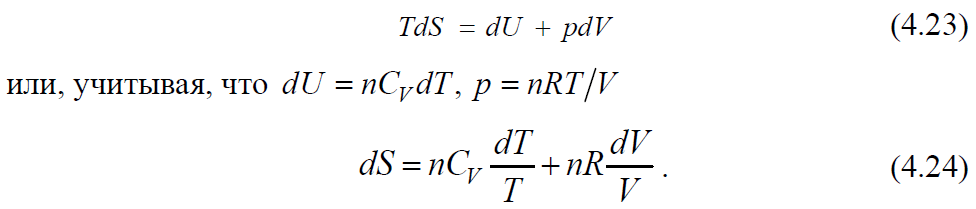 TdS = dU + pdV (4.23)
или, учитывая, что dU = nC_V dT, p = nRT/V
dS = nC_V dT/T + nR dV/V . (4.24)